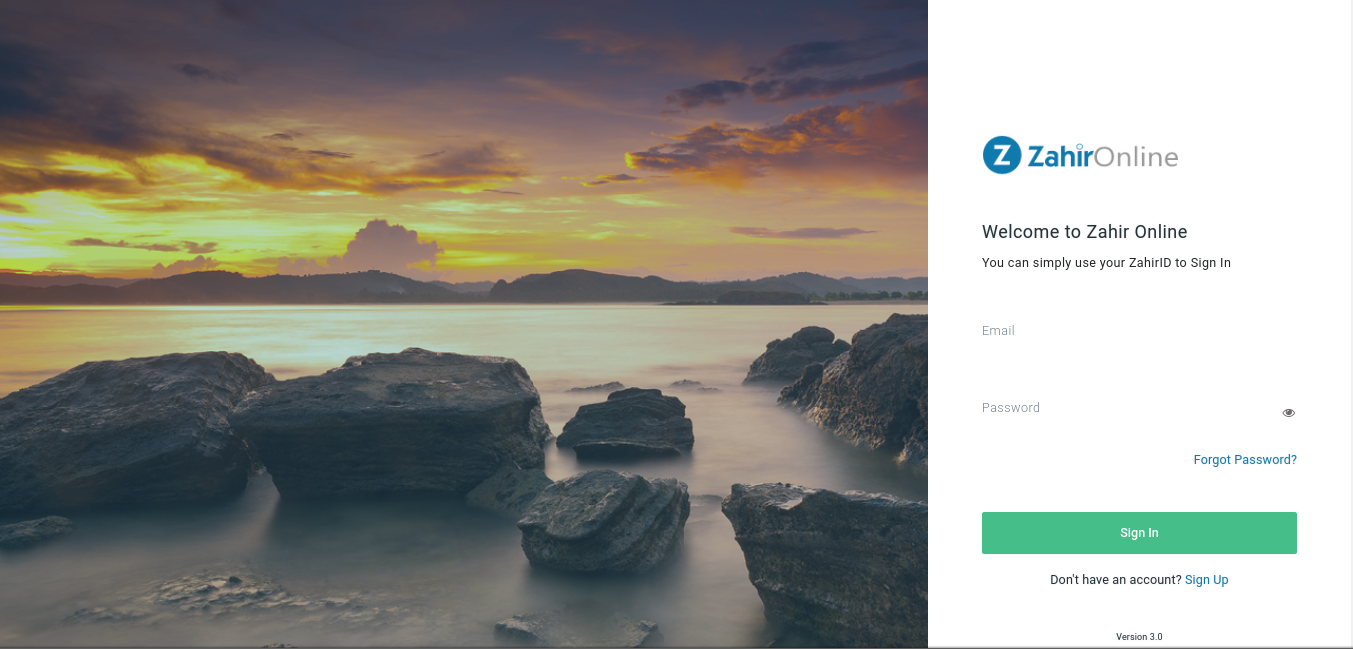 Z ZahirOnline
Welcome to Zahir Online
You can simply use your ZahirID to Sign In
Email
Password
Forgot Password?
Sign In
Don't have an account? Sign Up
Version 3.0